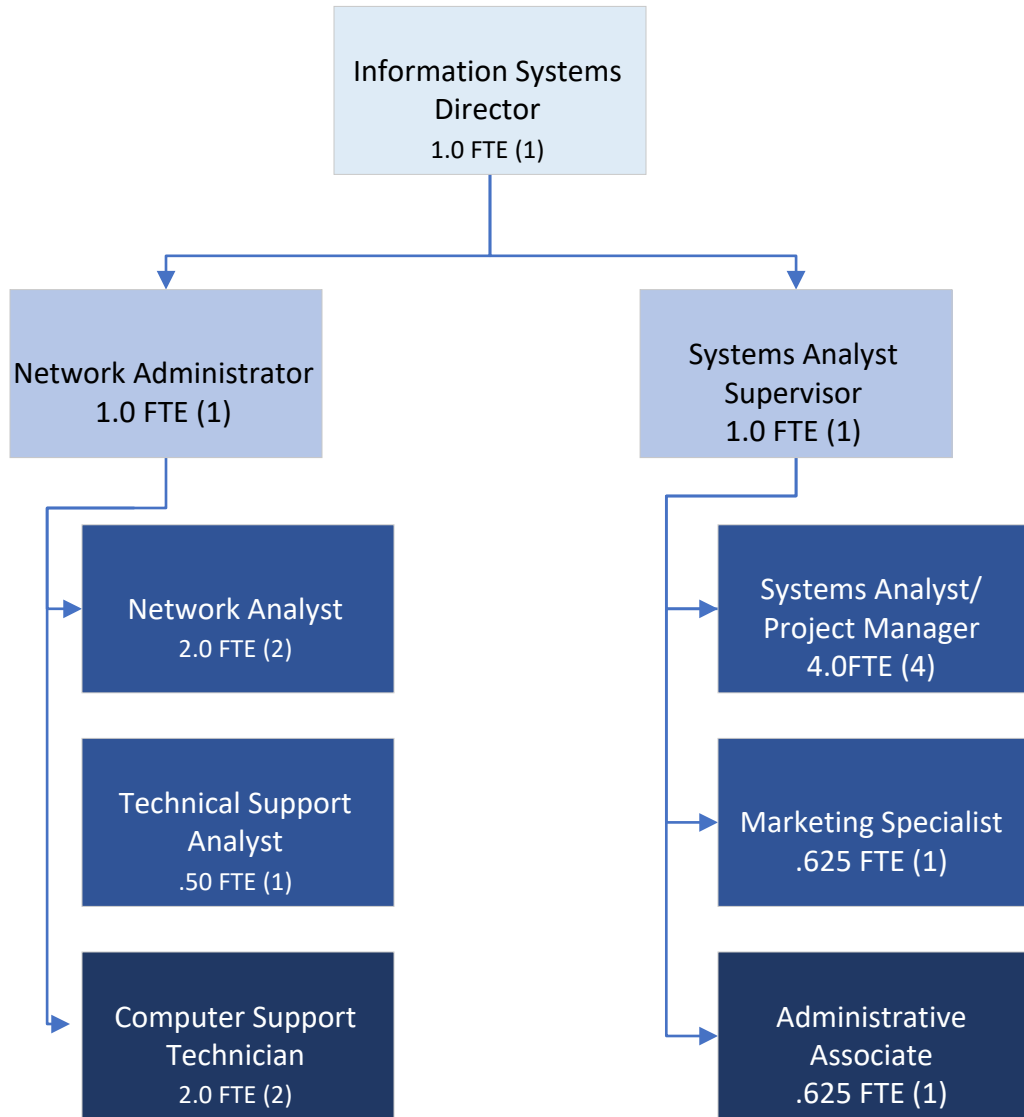 Information Systems
Director
1.0 FTE (1)
Network Administrator
1.0 FTE (1)
Systems Analyst
Supervisor
1.0 FTE (1)
Network Analyst
2.0 FTE (2)
Systems Analyst/
Project Manager
4.0FTE (4)
Technical Support
Analyst
.50 FTE (1)
Marketing Specialist
.625 FTE (1)
Computer Support
Technician
2.0 FTE (2)
Administrative
Associate
.625 FTE (1)